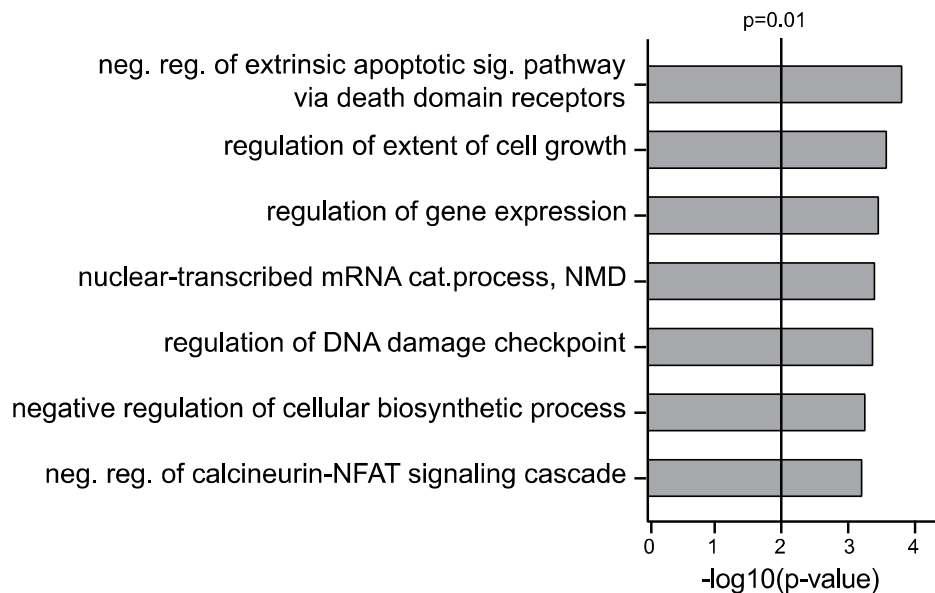 p=0.01
neg. reg. of extrinsic apoptotic sig. pathway
via death domain receptors
regulation of extent of cell growth
regulation of gene expression
nuclear-transcribed mRNA cat.process, NMD
regulation of DNA damage checkpoint
negative regulation of cellular biosynthetic process
neg. reg. of calcineurin-NFAT signaling cascade
0 1 2 3 4
-log10(p-value)